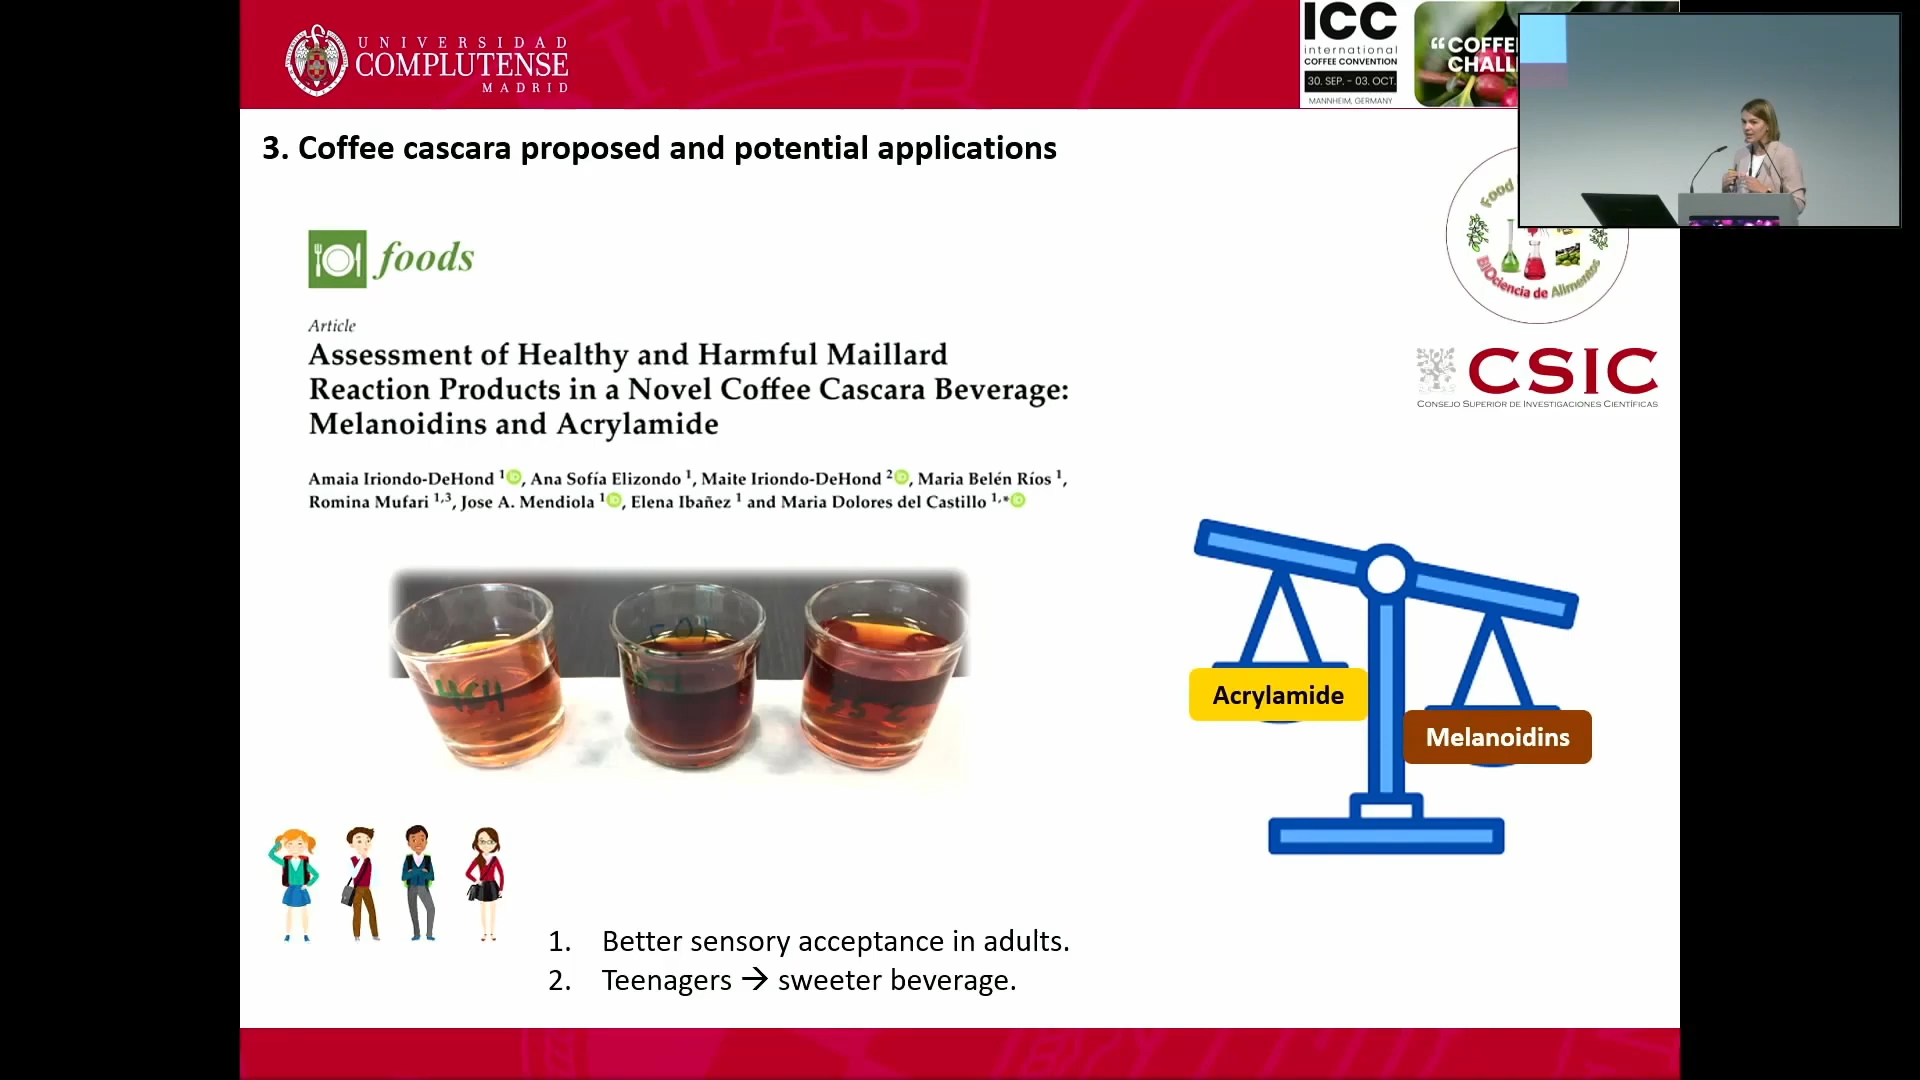 UNIVERSIDAD
COMPLUTENSE
MADRID
ICC
international
COFFEE CONVENTION
30. SEP. - 03. OCT.
MANNHEIM, GERMANY
“COFFE
CHALL
3. Coffee cascara proposed and potential applications
Food
BIOciencia de Alimentos
foods
CSIC
CONSEJO SUPERIOR DE INVESTIGACIONES CIENTÍFICAS
Article
Assessment of Healthy and Harmful Maillard
Reaction Products in a Novel Coffee Cascara Beverage:
Melanoidins and Acrylamide
Amaia Iriondo-DeHond 1, Ana Sofía Elizondo 1, Maite Iriondo-DeHond 2, Maria Belén Ríos 1,
Romina Mufari 1,3, Jose A. Mendiola 1, Elena Ibañez 1 and Maria Dolores del Castillo 1,*
Acrylamide
Melanoidins
1. Better sensory acceptance in adults.
2. Teenagers → sweeter beverage.